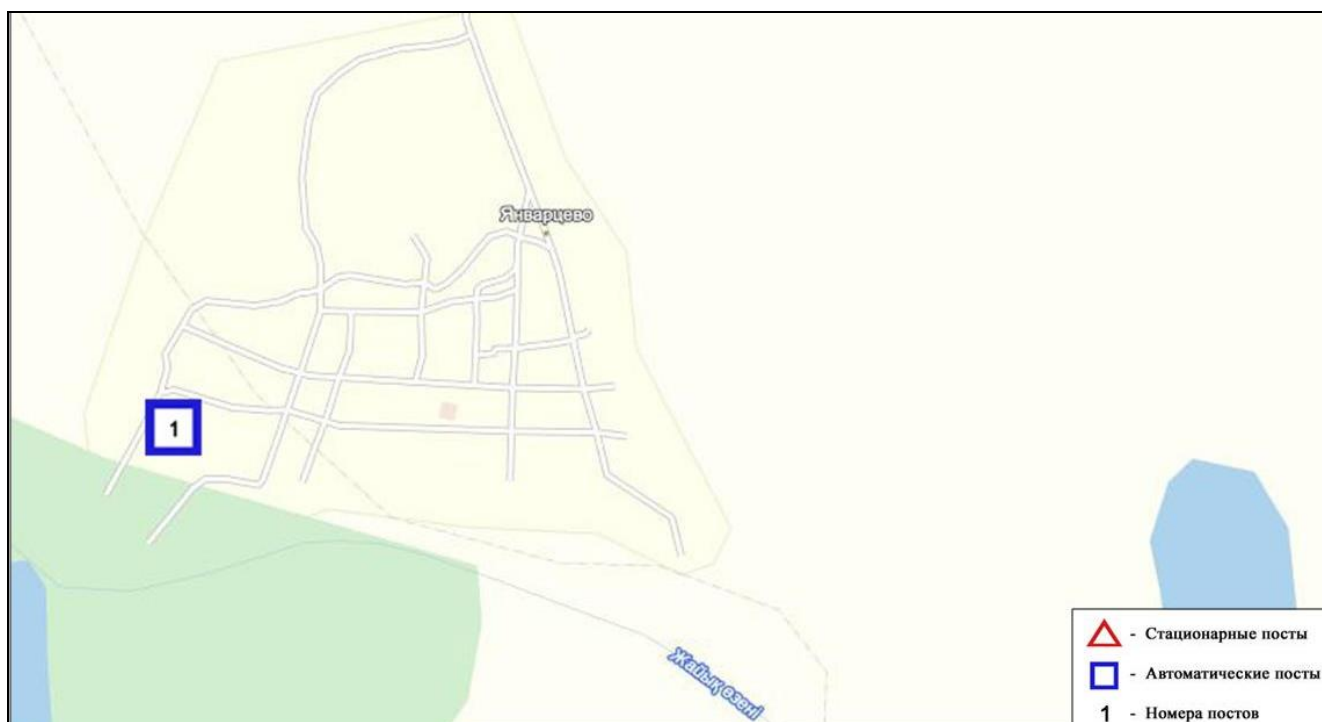 Январцево
1
Жайық өзені
- Стационарные посты
- Автоматические посты
1 - Номера постов